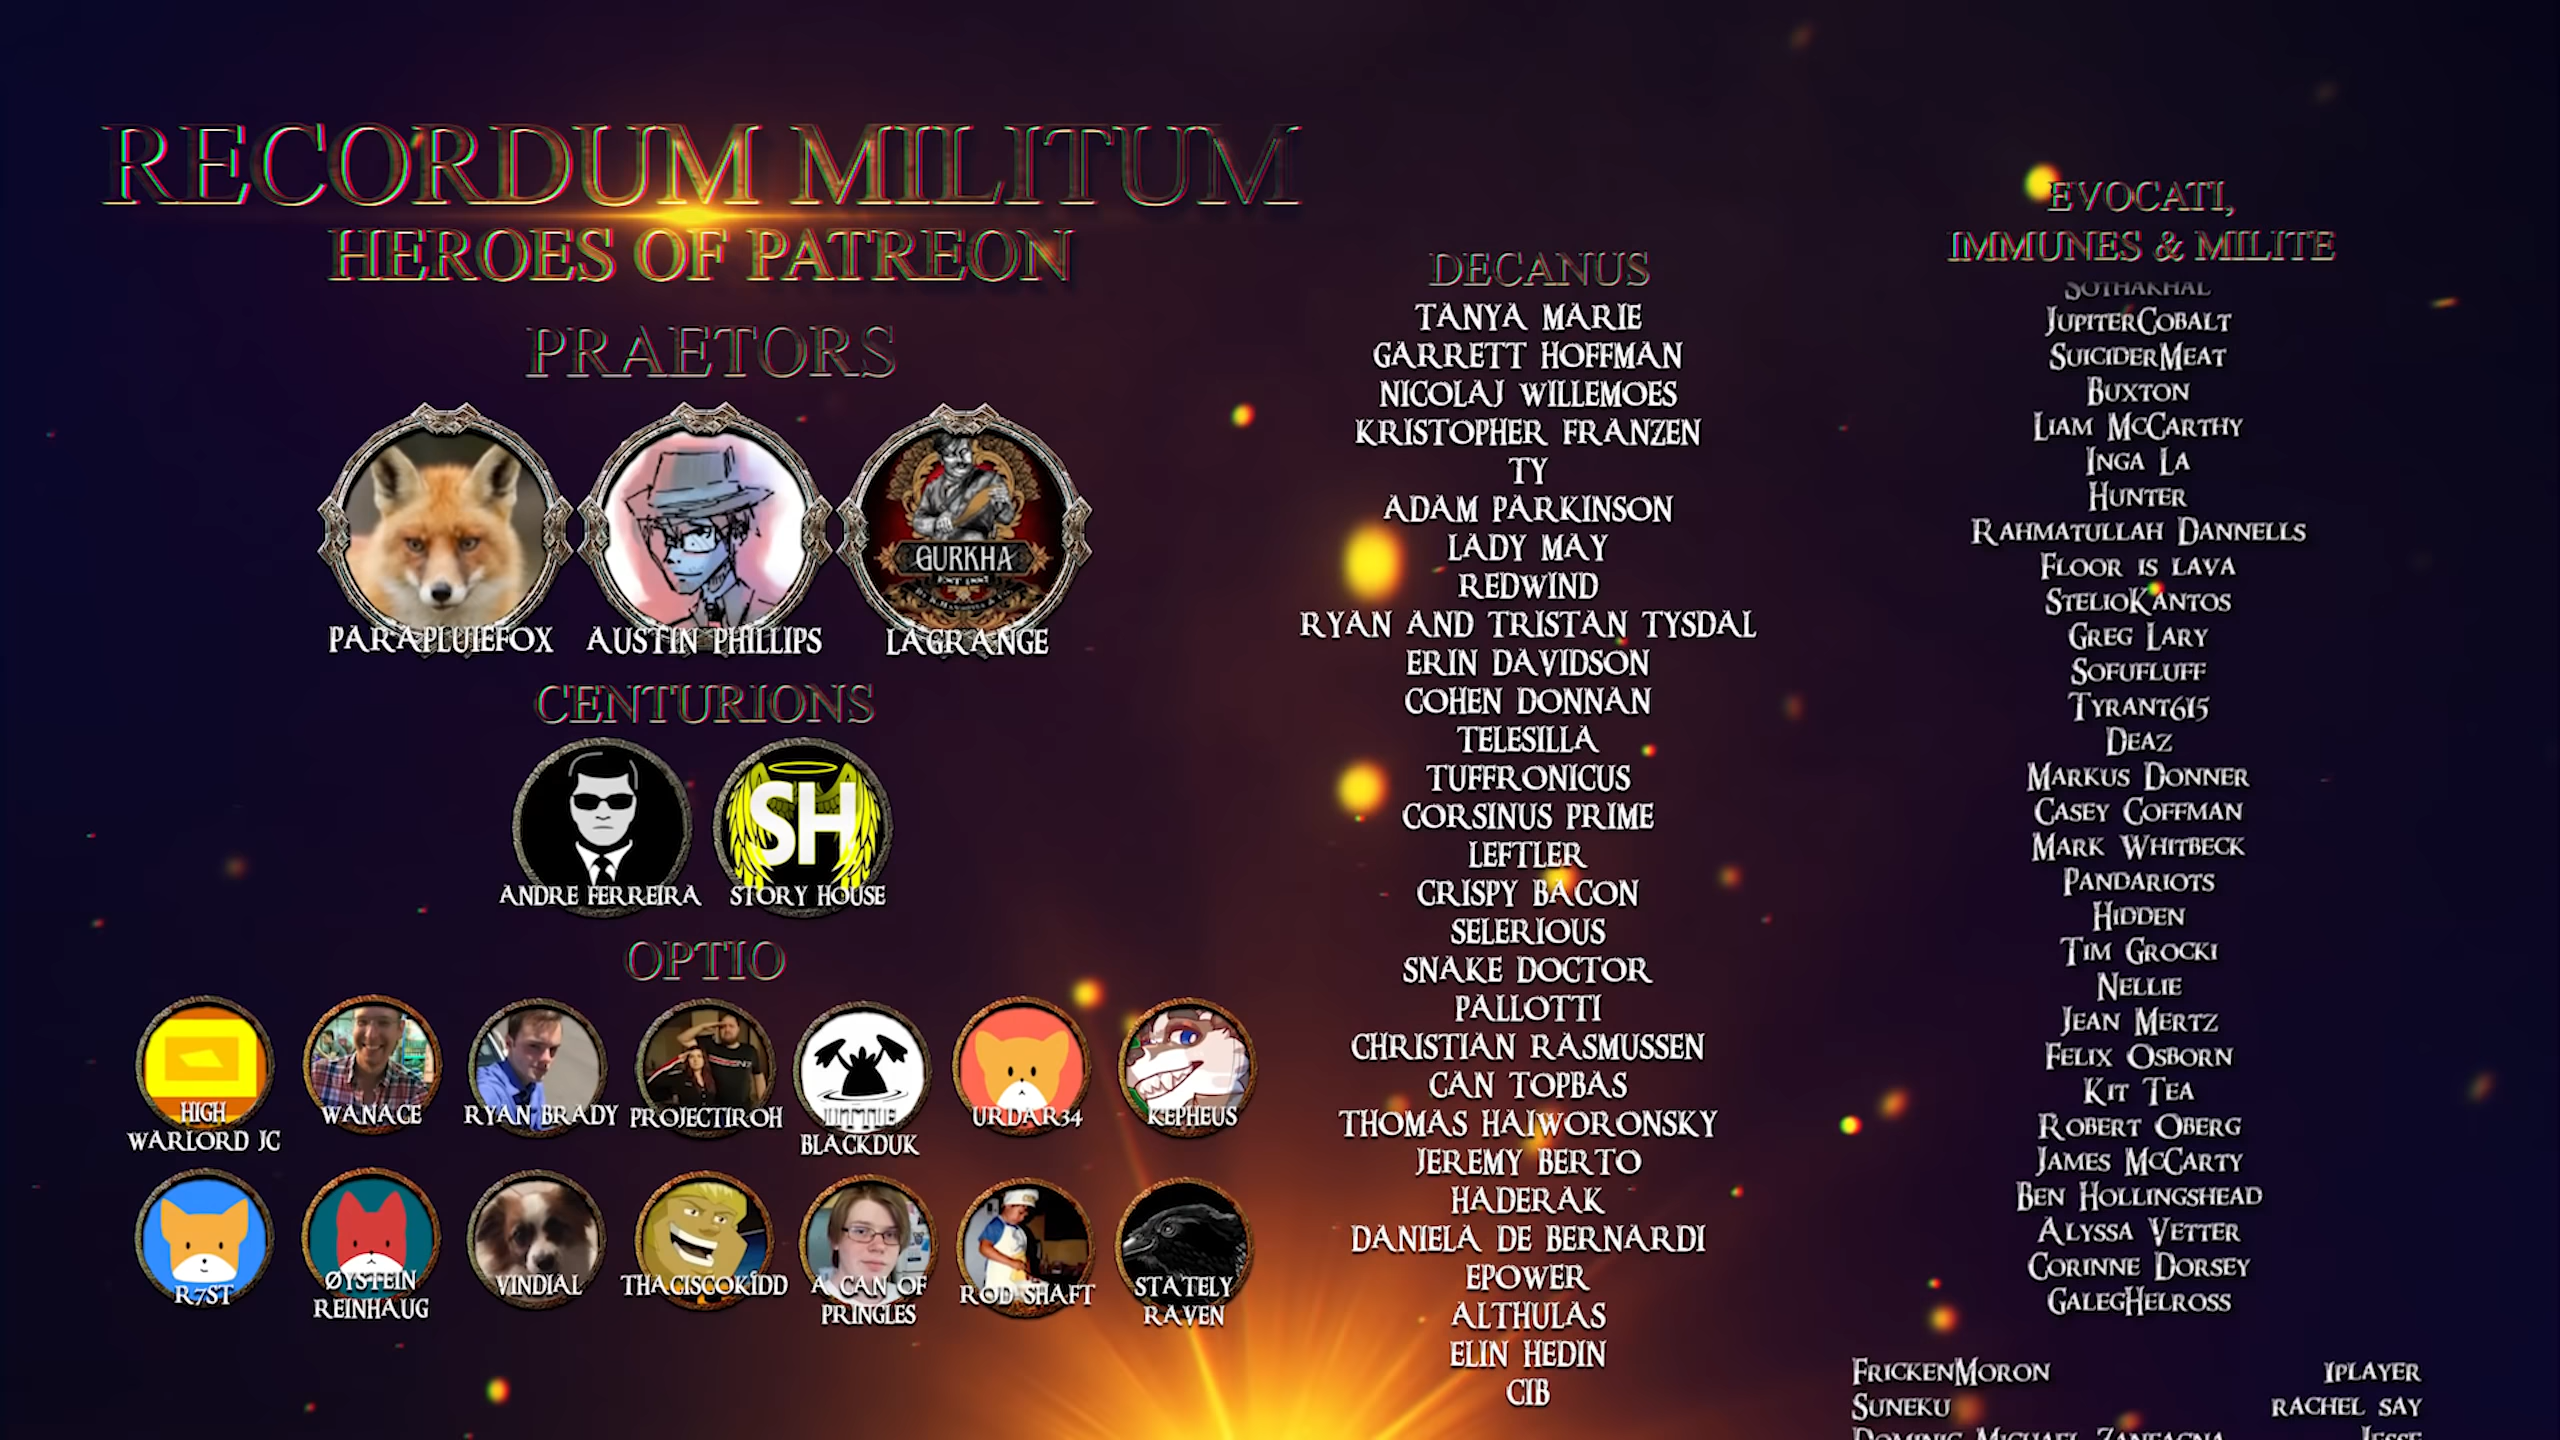 RECORDUM MILITUM
HEROES OF PATREON
PRAETORS
GURKHA
PARAPLUIEFOX
AUSTIN PHILLIPS
LAGRANGE
CENTURIONS
SH
ANDRE FERREIRA
STORY HOUSE
OPTIO
HIGH
WARLORD JC
WANACE
RYAN BRADY
PROJECTIROH
LITTLE
BLACKDUK
URDAR34
KEPHEUS
R7ST
ØYSTEIN
REINHAUG
VINDIAL
THACISCOKIDD
A CAN OF
PRINGLES
ROD SHAFT
STATELY
RAVEN
DECANUS
TANYA MARIE
GARRETT HOFFMAN
NICOLAJ WILLEMOES
KRISTOPHER FRANZEN
TY
ADAM PARKINSON
LADY MAY
REDWIND
RYAN AND TRISTAN TYSDAL
ERIN DAVIDSON
COHEN DONNAN
TELESILLA
TUFFRONICUS
CORSINUS PRIME
LEFTLER
CRISPY BACON
SELERIOUS
SNAKE DOCTOR
PALLOTTI
CHRISTIAN RASMUSSEN
CAN TOPBAS
THOMAS HAIWORONSKY
JEREMY BERTO
HADERAK
DANIELA DE BERNARDI
EPOWER
ALTHULAS
ELIN HEDIN
CIB
EVOCATI,
IMMUNES & MILITE
SOTHAKHAL
JUPITERCOBALT
SUICIDERMEAT
BUXTON
LIAM MCCARTHY
INGA LA
HUNTER
RAHMATULLAH DANNELLS
FLOOR IS LAVA
STELIOKANTOS
GREG LARY
SOFUFLUFF
TYRANT615
DEAZ
MARKUS DONNER
CASEY COFFMAN
MARK WHITBECK
PANDARIOTS
HIDDEN
TIM GROCKI
NELLIE
JEAN MERTZ
FELIX OSBORN
KIT TEA
ROBERT OBERG
JAMES MCCARTY
BEN HOLLINGSHEAD
ALYSSA VETTER
CORINNE DORSEY
GALEGHELROSS
FRICKENMORON
IPLAYER
SUNEKU
RACHEL SAY
DOMINIC MICHAEL ZANFAGNA
JESSE